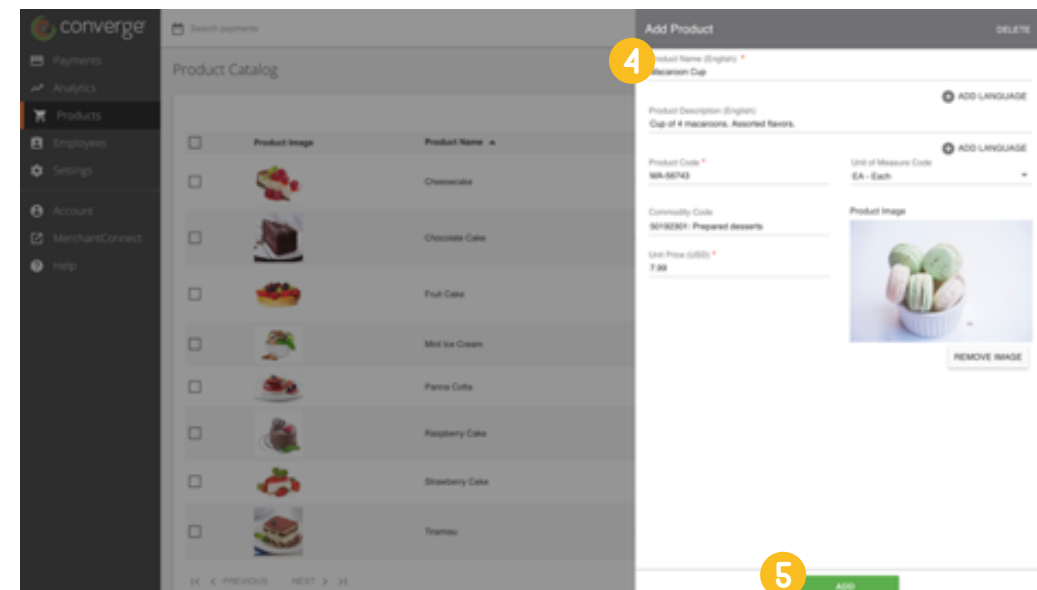 converge
Search payments
Payments
Analytics
Products
Employees
Settings
Account
MerchantConnect
Help
Product Catalog
Product Image
Product Name
Cheesecake
Chocolate Cake
Fruit Cake
Mint Ice Cream
Panna Cotta
Raspberry Cake
Strawberry Cake
Tiramisu
PREVIOUS NEXT
Add Product
DELETE
4
Product Name (English) *
Macaroon Cup
ADD LANGUAGE
Product Description (English)
Cup of 4 macaroons. Assorted flavors.
ADD LANGUAGE
Product Code *
MA-56743
Unit of Measure Code
EA - Each
Commodity Code
50192301: Prepared desserts
Product Image
Unit Price (USD) *
7.99
REMOVE IMAGE
5
ADD